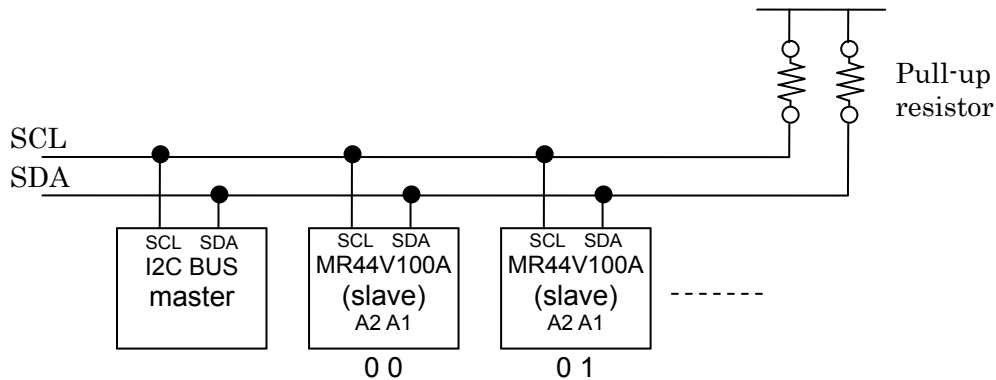 Pull-up
resistor
SCL
SDA
SCL SDA
I2C BUS
master
SCL SDA
MR44V100A
(slave)
A2 A1
0 0
SCL SDA
MR44V100A
(slave)
A2 A1
0 1